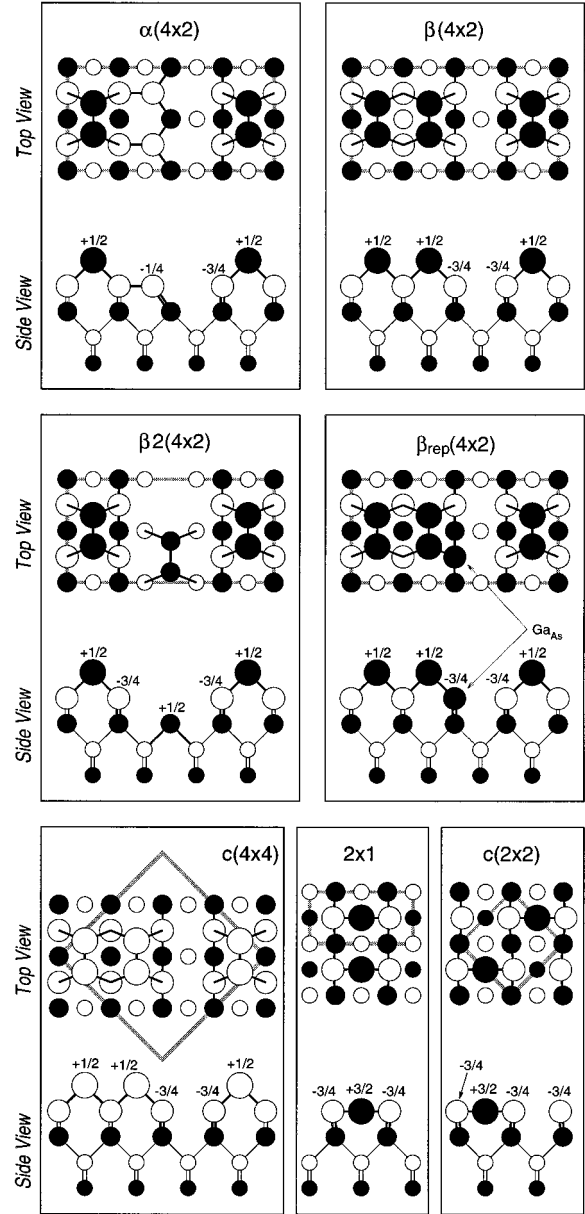 α(4x2)
Top View
Side View
+1/2
-1/4
-3/4
+1/2
β(4x2)
+1/2
+1/2
-3/4
-3/4
+1/2
β2(4x2)
Top View
Side View
+1/2
-3/4
+1/2
-3/4
+1/2
βrep(4x2)
GaAs
+1/2
+1/2
-3/4
-3/4
+1/2
c(4x4)
Top View
Side View
+1/2
+1/2
-3/4
-3/4
+1/2
2x1
-3/4
+3/2
-3/4
c(2x2)
-3/4
+3/2
-3/4
-3/4